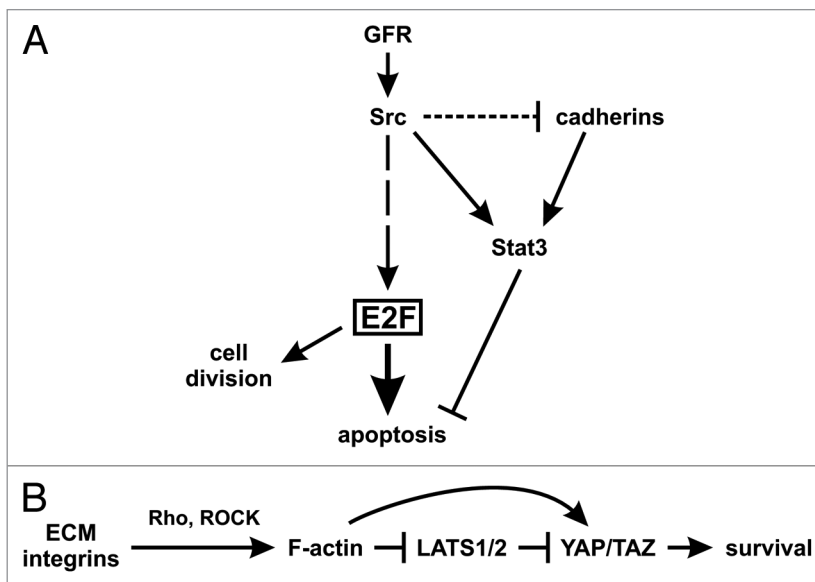 A
GFR
Src
cadherins
Stat3
E2F
cell
division
apoptosis
B
Rho, ROCK
ECM
integrins
F-actin
LATS1/2
YAP/TAZ
survival